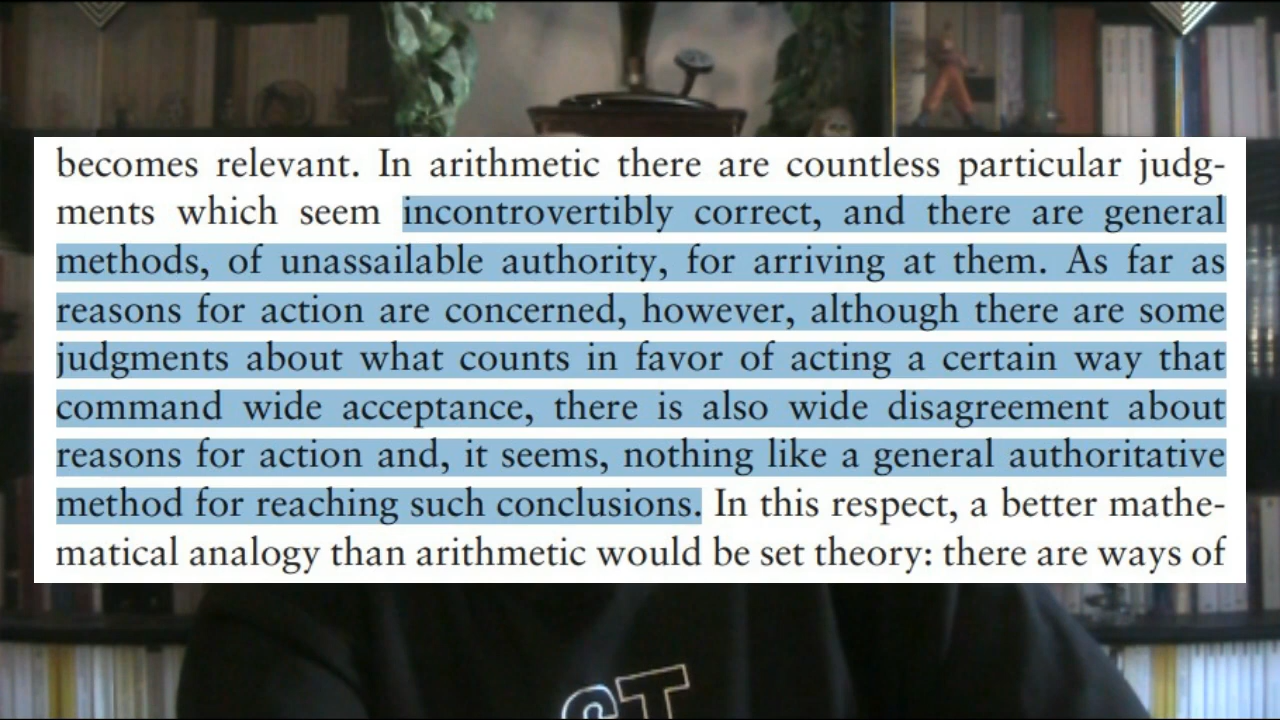 becomes relevant. In arithmetic there are countless particular judg-
ments which seem incontrovertibly correct, and there are general
methods, of unassailable authority, for arriving at them. As far as
reasons for action are concerned, however, although there are some
judgments about what counts in favor of acting a certain way that
command wide acceptance, there is also wide disagreement about
reasons for action and, it seems, nothing like a general authoritative
method for reaching such conclusions. In this respect, a better mathe-
matical analogy than arithmetic would be set theory: there are ways of